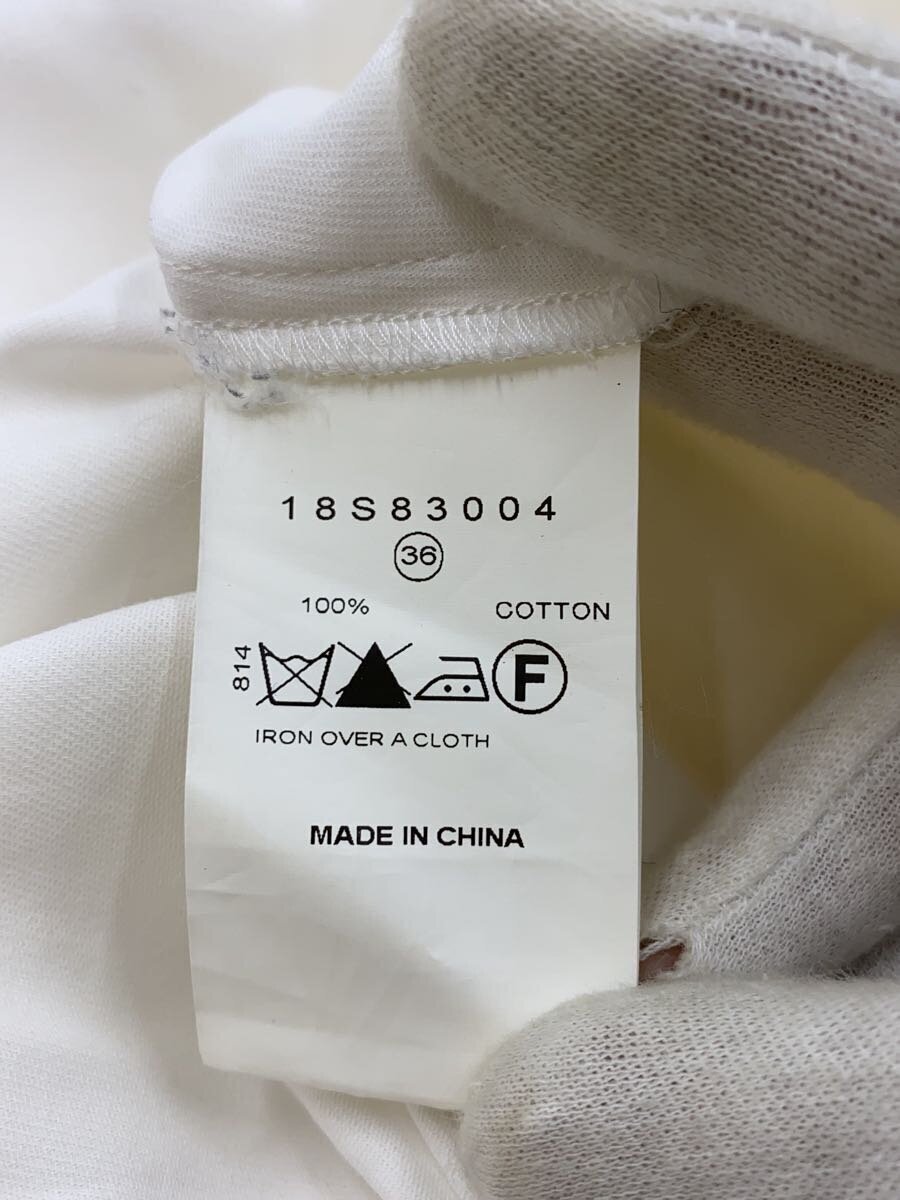 18S83004
36
100% COTTON
814
F
IRON OVER A CLOTH
MADE IN CHINA